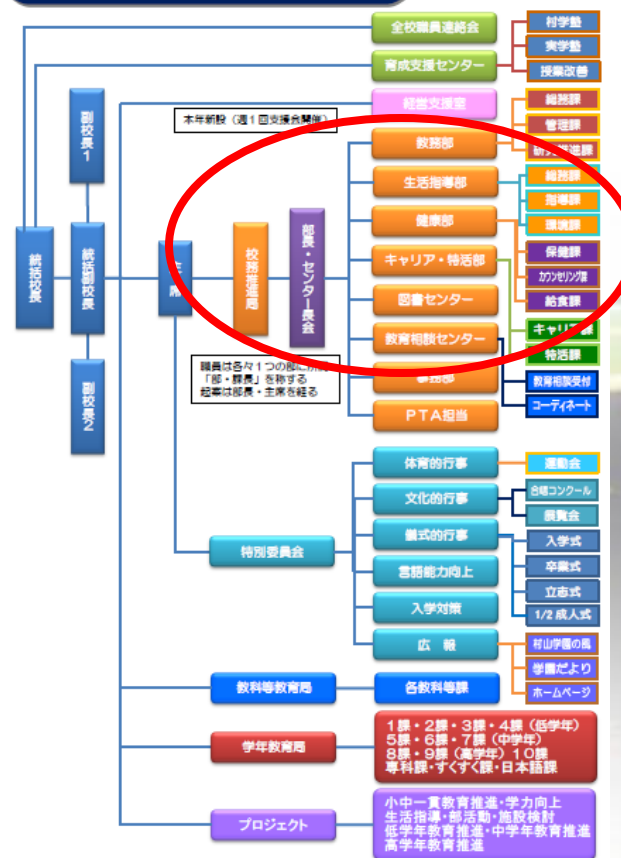 全校職員連絡会
村学塾
実学塾
育成支援センター
授業改善
経営支援室
本年新設（週１回支援会開催）
副校長1
教務部
総務課
管理課
研究推進課
生活指導部
総務課
指導課
環境課
健康部
保健課
カウンセリング課
給食課
統括校長
統括副校長
主席
校務推進局
部長・センター長会
キャリア・特活部
図書センター
教育相談センター
キャリア課
特活課
副校長2
職員は各々１つの部に所属
「部・課長」を称する
起案は部長・主席を経る
事務部
教育相談受付
コーディネート
PTA担当
体育的行事
運動会
文化的行事
合唱コンクール
展覧会
特別委員会
儀式的行事
入学式
卒業式
立志式
1/2成人式
言語能力向上
入学対策
広 報
村山学園の風
学園だより
ホームページ
教科等教育局
各教科等課
学年教育局
１課・２課・３課・４課（低学年）
５課・６課・７課（中学年）
８課・９課（高学年）１０課
専科課・すくすく課・日本語課
プロジェクト
小中一貫教育推進・学力向上
生活指導・部活動・施設検討
低学年教育推進・中学年教育推進
高学年教育推進